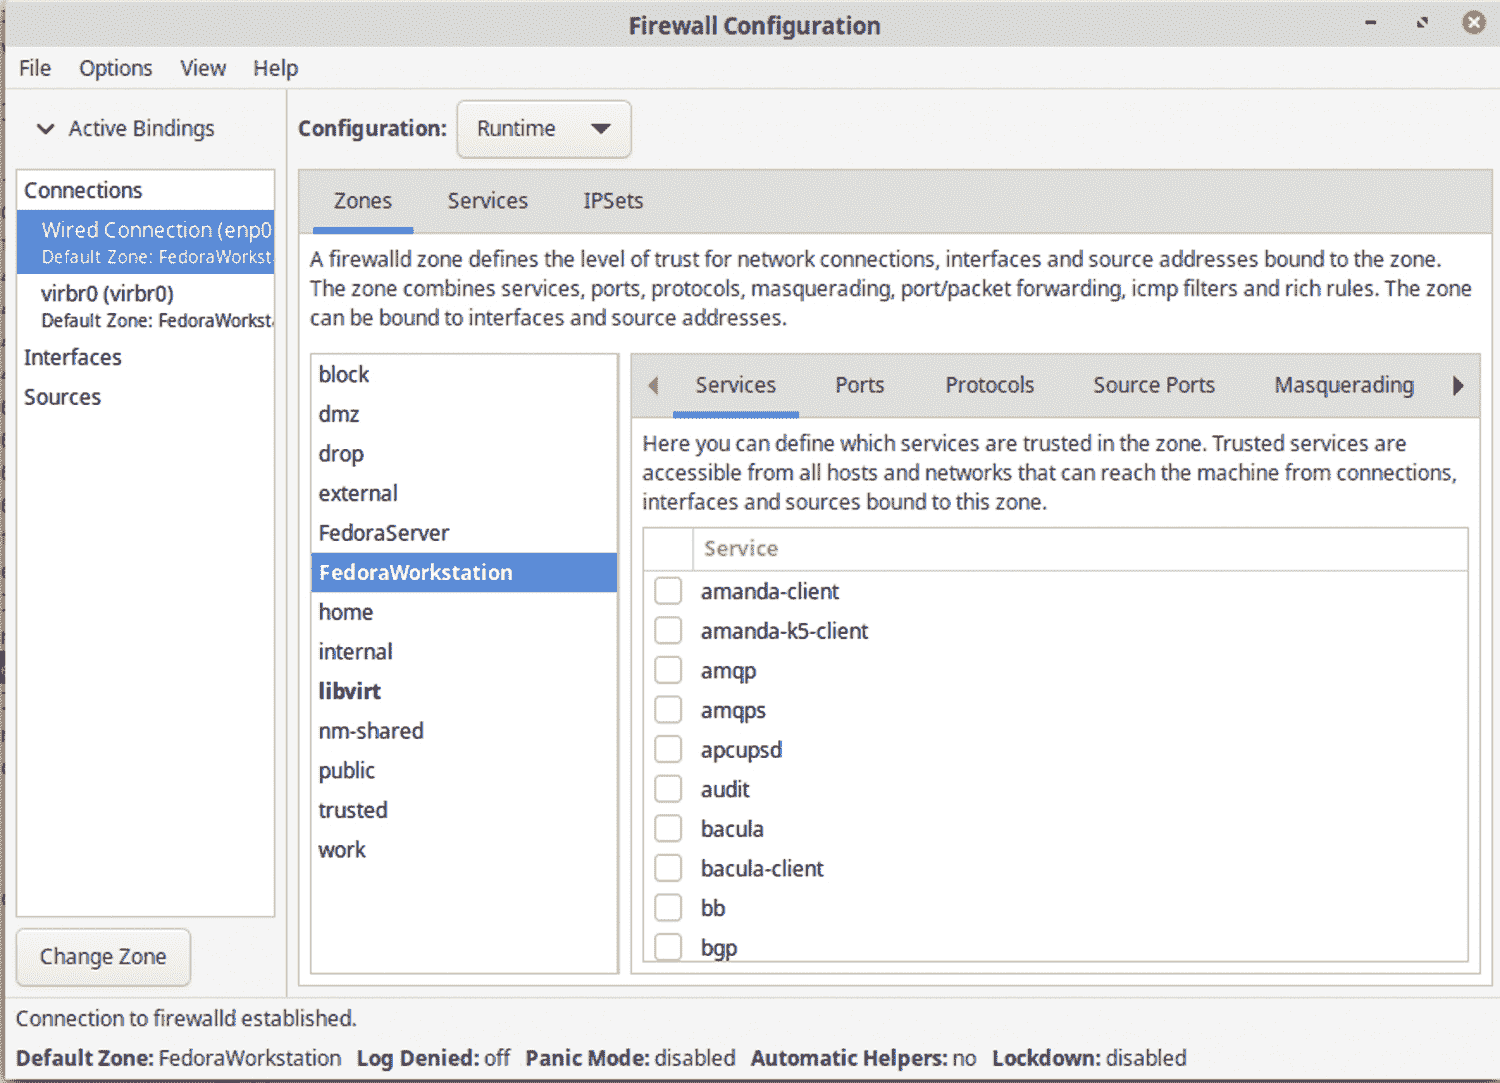 Firewall Configuration
File Options View Help
Active Bindings
Connections
Wired Connection (enp0
Default Zone: FedoraWorkst
virbr0 (virbr0)
Default Zone: FedoraWorkst
Interfaces
Sources
Change Zone
Configuration: Runtime
Zones Services IPSets
A firewalld zone defines the level of trust for network connections, interfaces and source addresses bound to the zone.
The zone combines services, ports, protocols, masquerading, port/packet forwarding, icmp filters and rich rules. The zone
can be bound to interfaces and source addresses.
block
dmz
drop
external
FedoraServer
FedoraWorkstation
home
internal
libvirt
nm-shared
public
trusted
work
Services Ports Protocols Source Ports Masquerading
Here you can define which services are trusted in the zone. Trusted services are
accessible from all hosts and networks that can reach the machine from connections,
interfaces and sources bound to this zone.
Service
amanda-client
amanda-k5-client
amqp
amqps
apcupsd
audit
bacula
bacula-client
bb
bgp
Connection to firewalld established.
Default Zone: FedoraWorkstation Log Denied: off Panic Mode: disabled Automatic Helpers: no Lockdown: disabled